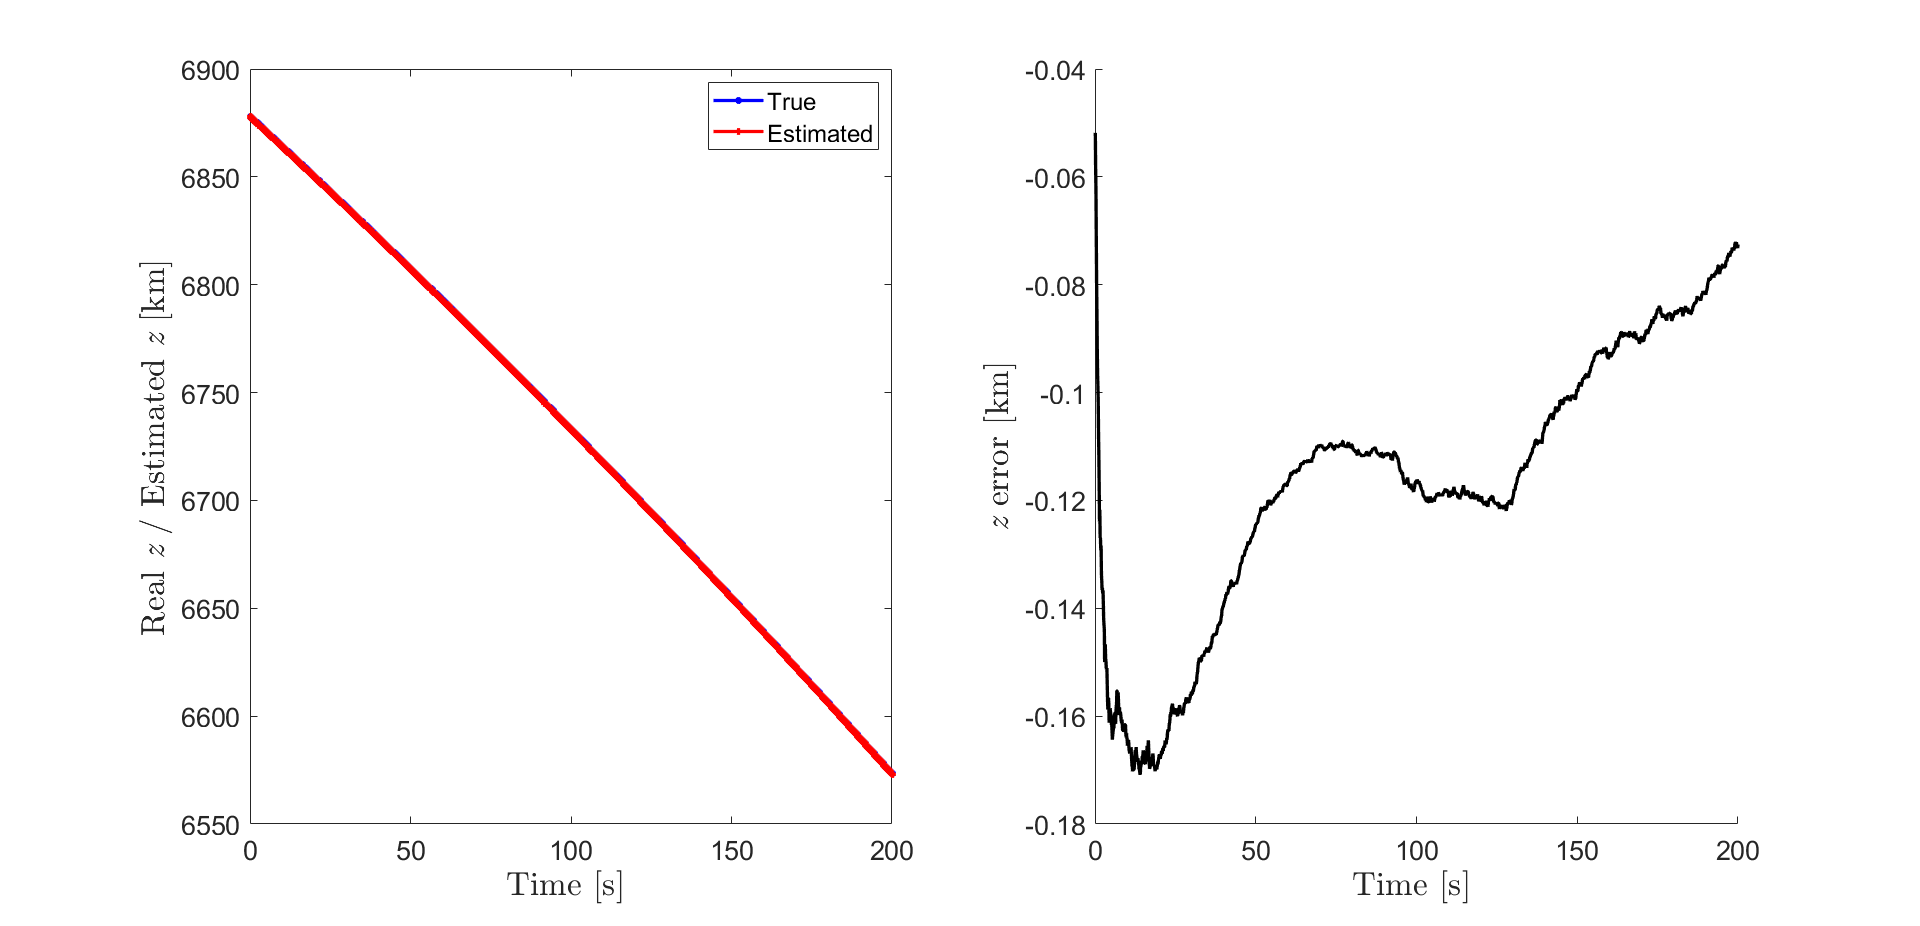 6900
6850
6800
6750
6700
6650
6600
6550
Real z / Estimated z [km]
0 50 100 150 200
Time [s]
True
Estimated
-0.04
-0.06
-0.08
-0.1
-0.12
-0.14
-0.16
-0.18
z error [km]
0 50 100 150 200
Time [s]